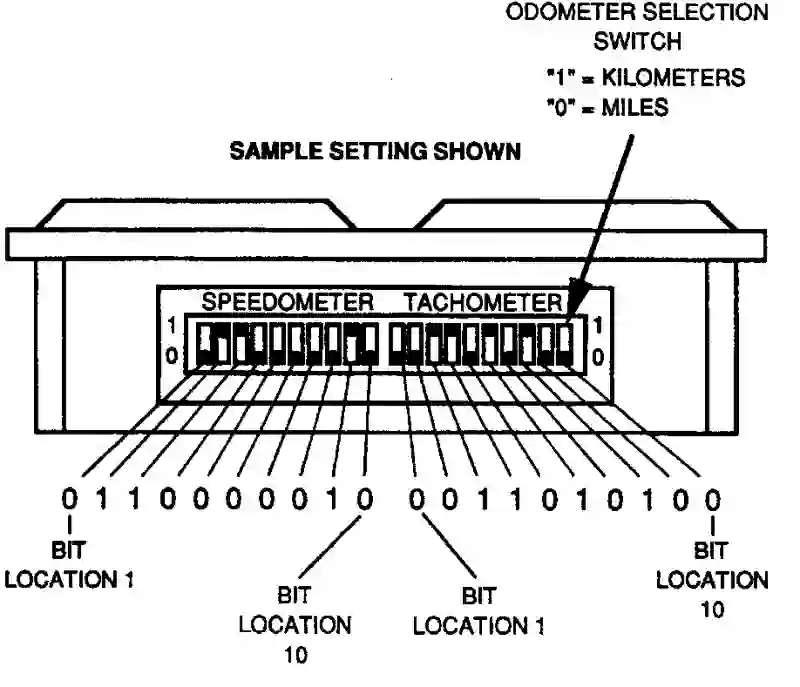 ODOMETER SELECTION
SWITCH
"1" = KILOMETERS
"0" = MILES
SAMPLE SETTING SHOWN
SPEEDOMETER TACHOMETER
1 1
0 0
0 1 1 0 0 0 0 0 1 0 0 0 1 1 0 1 0 1 0 0
BIT
LOCATION 1
BIT
LOCATION
10
BIT
LOCATION 1
BIT
LOCATION
10